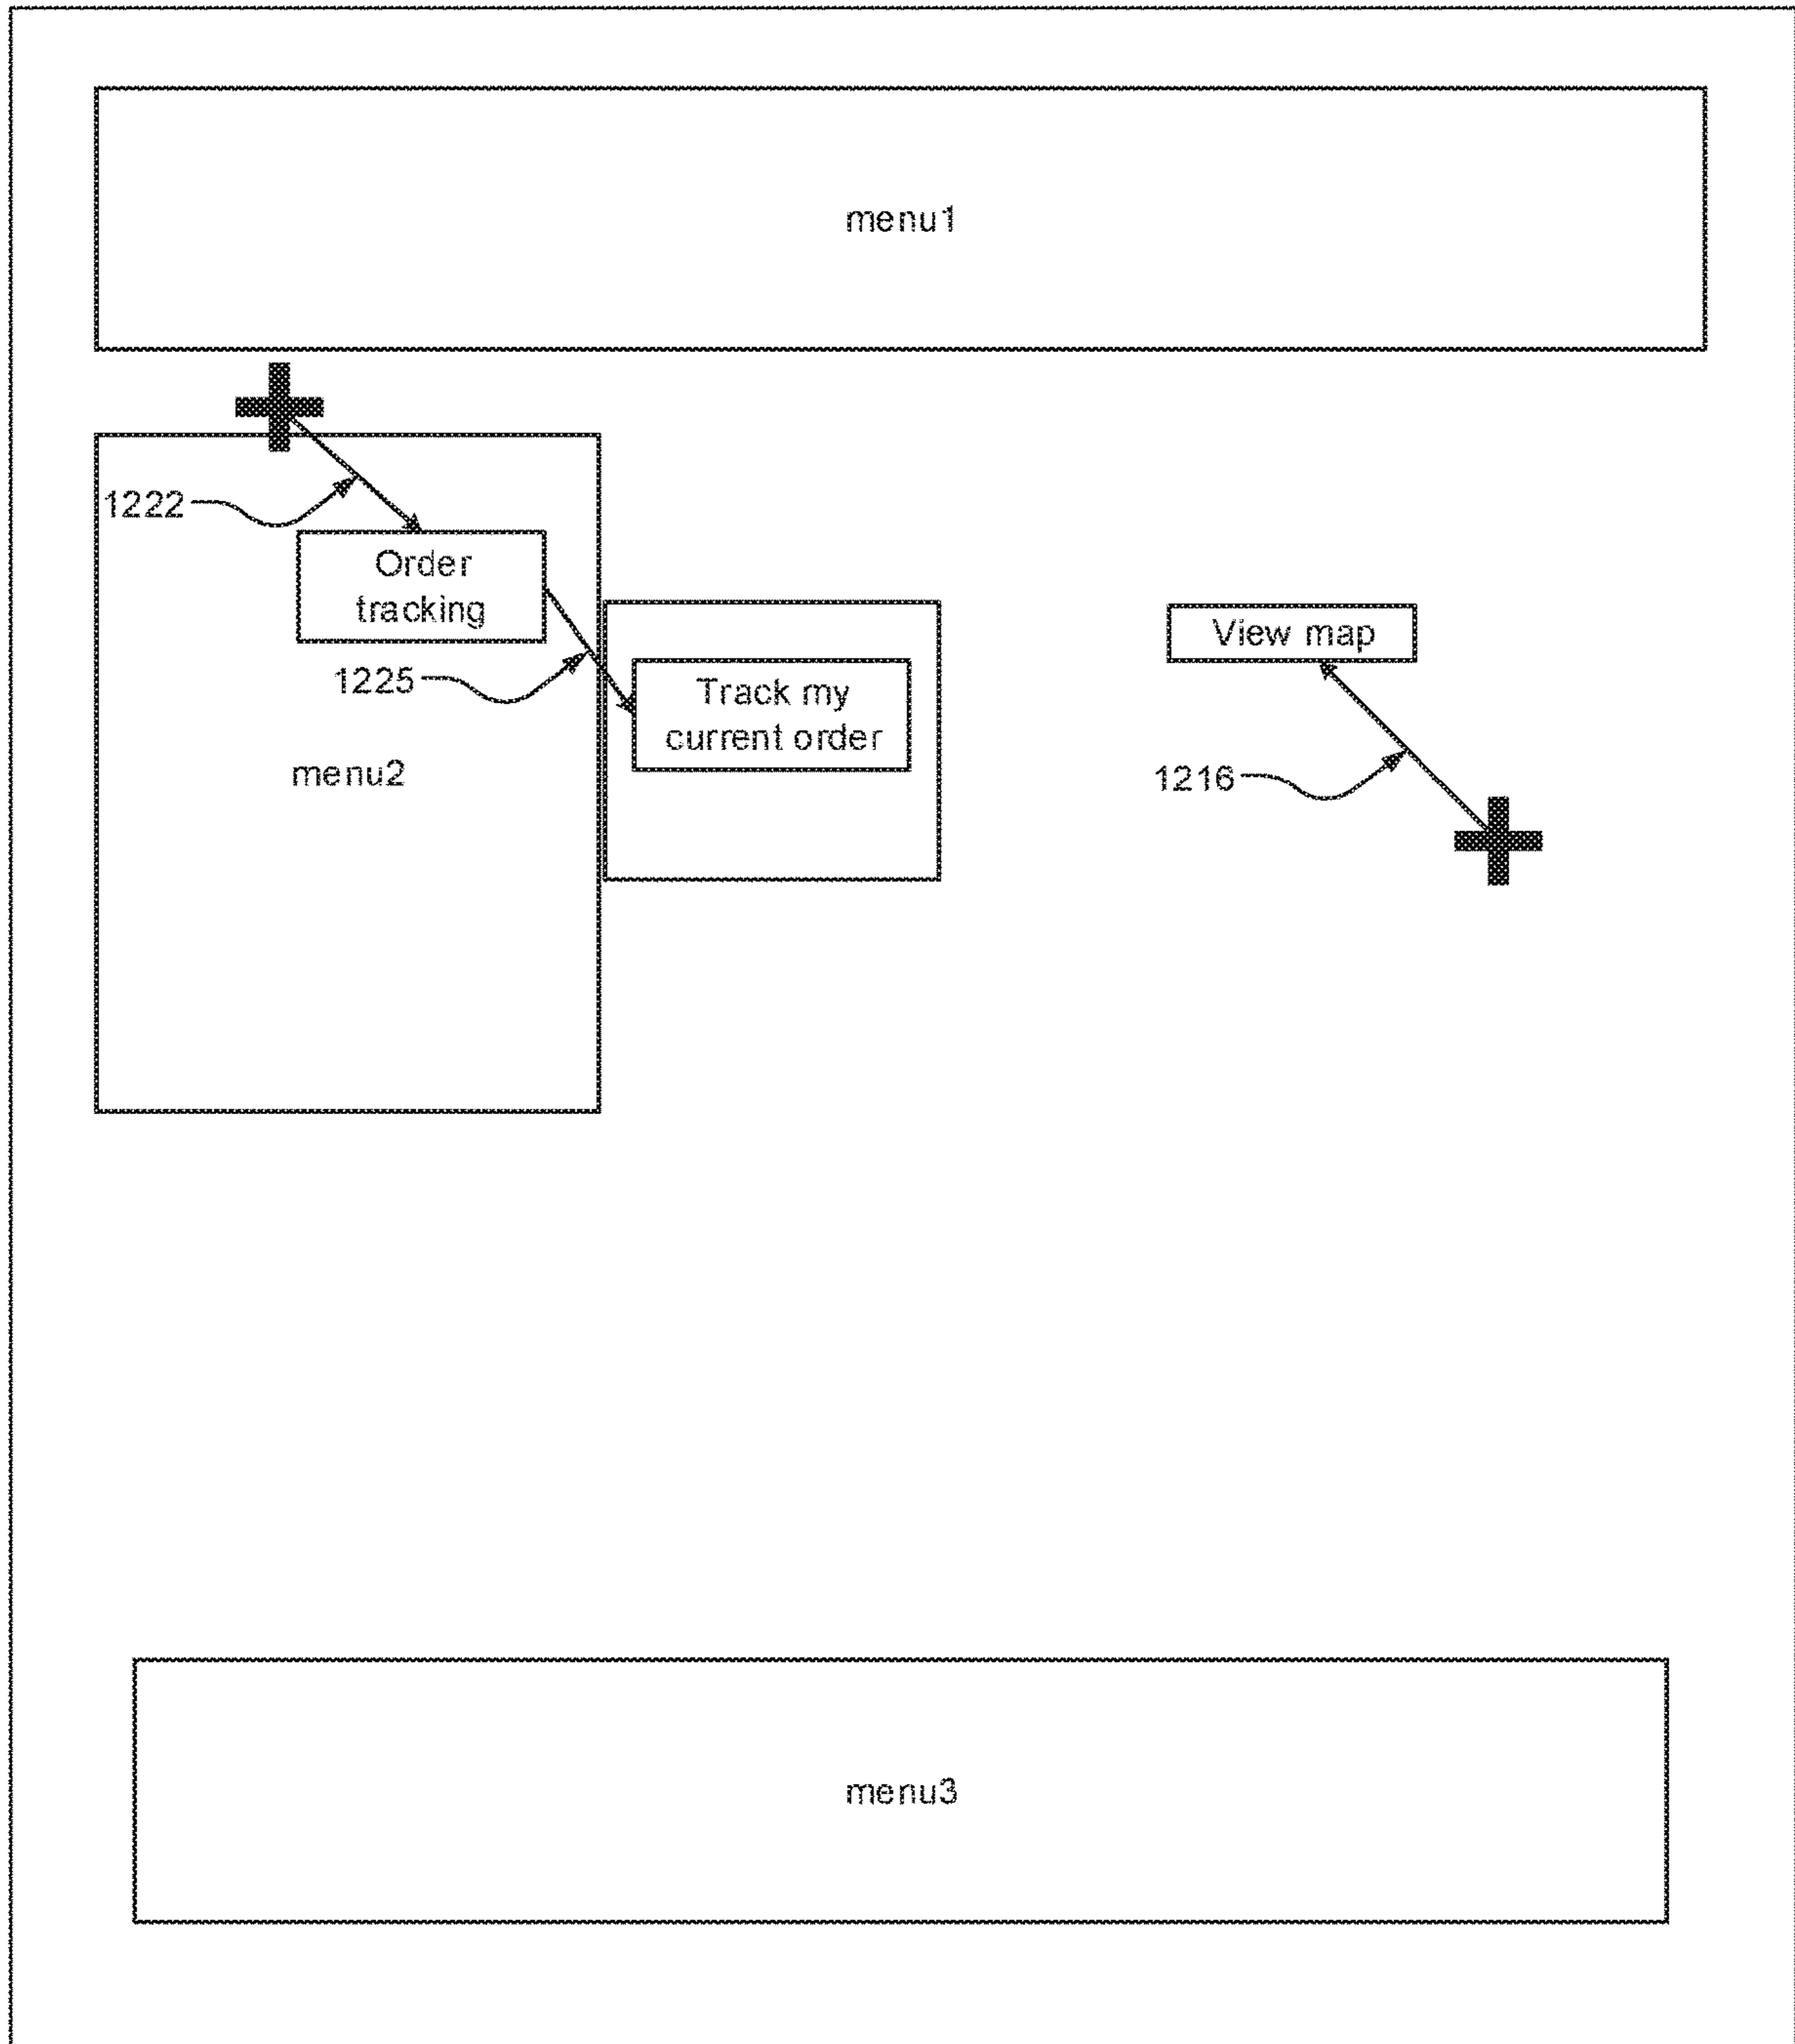 menu1
1222
Order
tracking
1225
Track my
current order
menu2
View map
1216
menu3